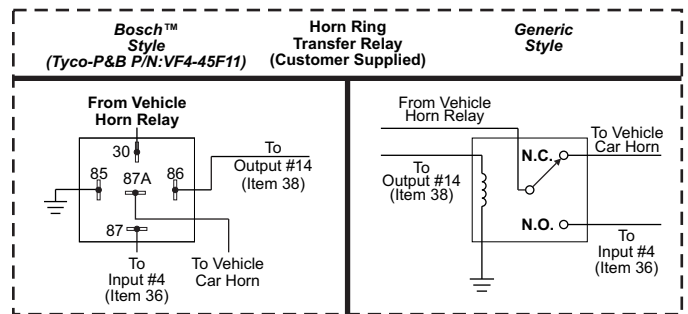 Bosch™
Style
(Tyco-P&B P/N:VF4-45F11)
Horn Ring
Transfer Relay
(Customer Supplied)
Generic
Style
From Vehicle
Horn Relay
30
85
87A
86
87
To
Output #14
(Item 38)
To
Input #4
(Item 36)
To Vehicle
Car Horn
From Vehicle
Horn Relay
To
Output #14
(Item 38)
N.C.
To Vehicle
Car Horn
N.O.
To
Input #4
(Item 36)